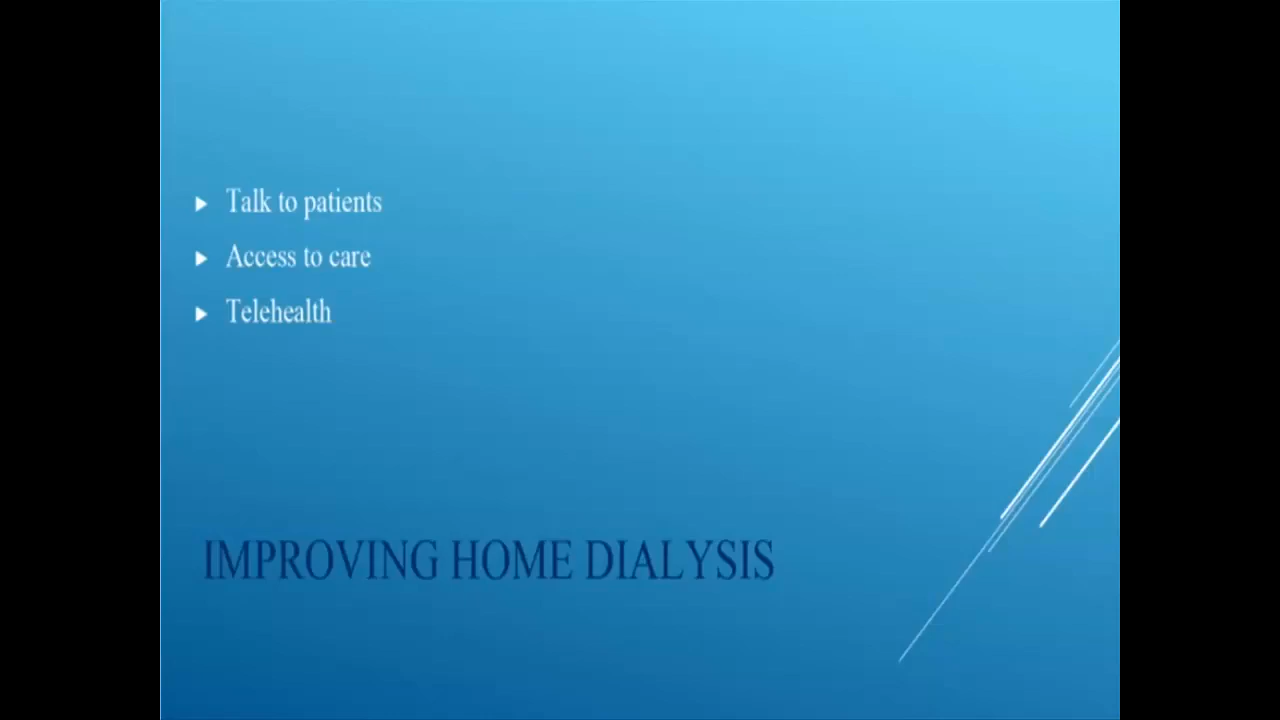 Talk to patients
Access to care
Telehealth
IMPROVING HOME DIALYSIS